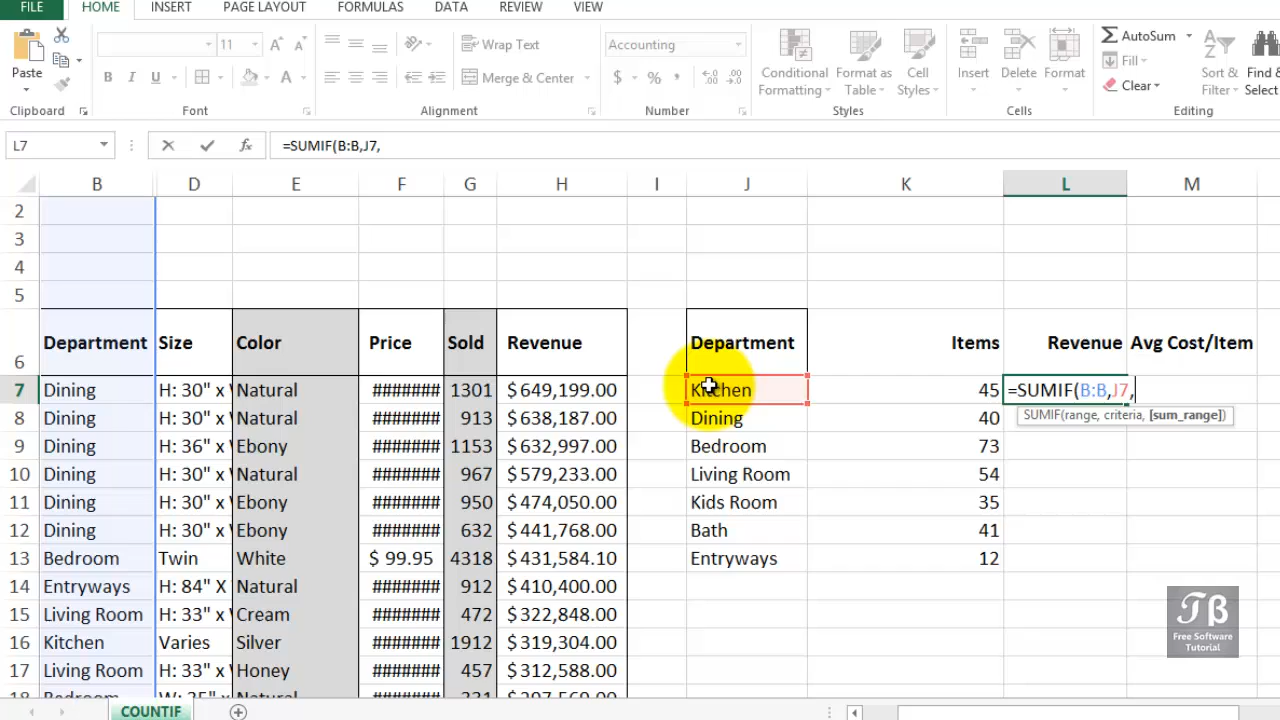 FILE HOME INSERT PAGE LAYOUT FORMULAS DATA REVIEW VIEW
11 A A Wrap Text Accounting AutoSum
Paste B I U A Merge & Center $ % , Conditional Formatting Formatas Table Cell Styles Insert Delete Format Fill Clear Sort & Filter Find & Select
Clipboard Font Alignment Number Styles Cells Editing
L7 fx =SUMIF(B:B,J7,
B D E F G H I J K L M
2
3
4
5
6 Department Size Color Price Sold Revenue Department Items Revenue Avg Cost/Item
7 Dining H: 30" x Natural ####### 1301 $ 649,199.00 Kitchen 45 =SUMIF(B:B,J7,
8 Dining H: 30" x Natural ####### 913 $ 638,187.00 Dining 40 SUMIF(range, criteria, [sum_range])
9 Dining H: 36" x Ebony ####### 1153 $ 632,997.00 Bedroom 73
10 Dining H: 30" x Natural ####### 967 $ 579,233.00 Living Room 54
11 Dining H: 30" x Ebony ####### 950 $ 474,050.00 Kids Room 35
12 Dining H: 30" x Ebony ####### 632 $ 441,768.00 Bath 41
13 Bedroom Twin White $ 99.95 4318 $ 431,584.10 Entryways 12
14 Entryways H: 84" X Natural ####### 912 $ 410,400.00
15 Living Room H: 33" x Cream ####### 472 $ 322,848.00
16 Kitchen Varies Silver ####### 1912 $ 319,304.00
17 Living Room H: 33" x Honey ####### 457 $ 312,588.00
TB
Free Software
Tutorial
COUNTIF